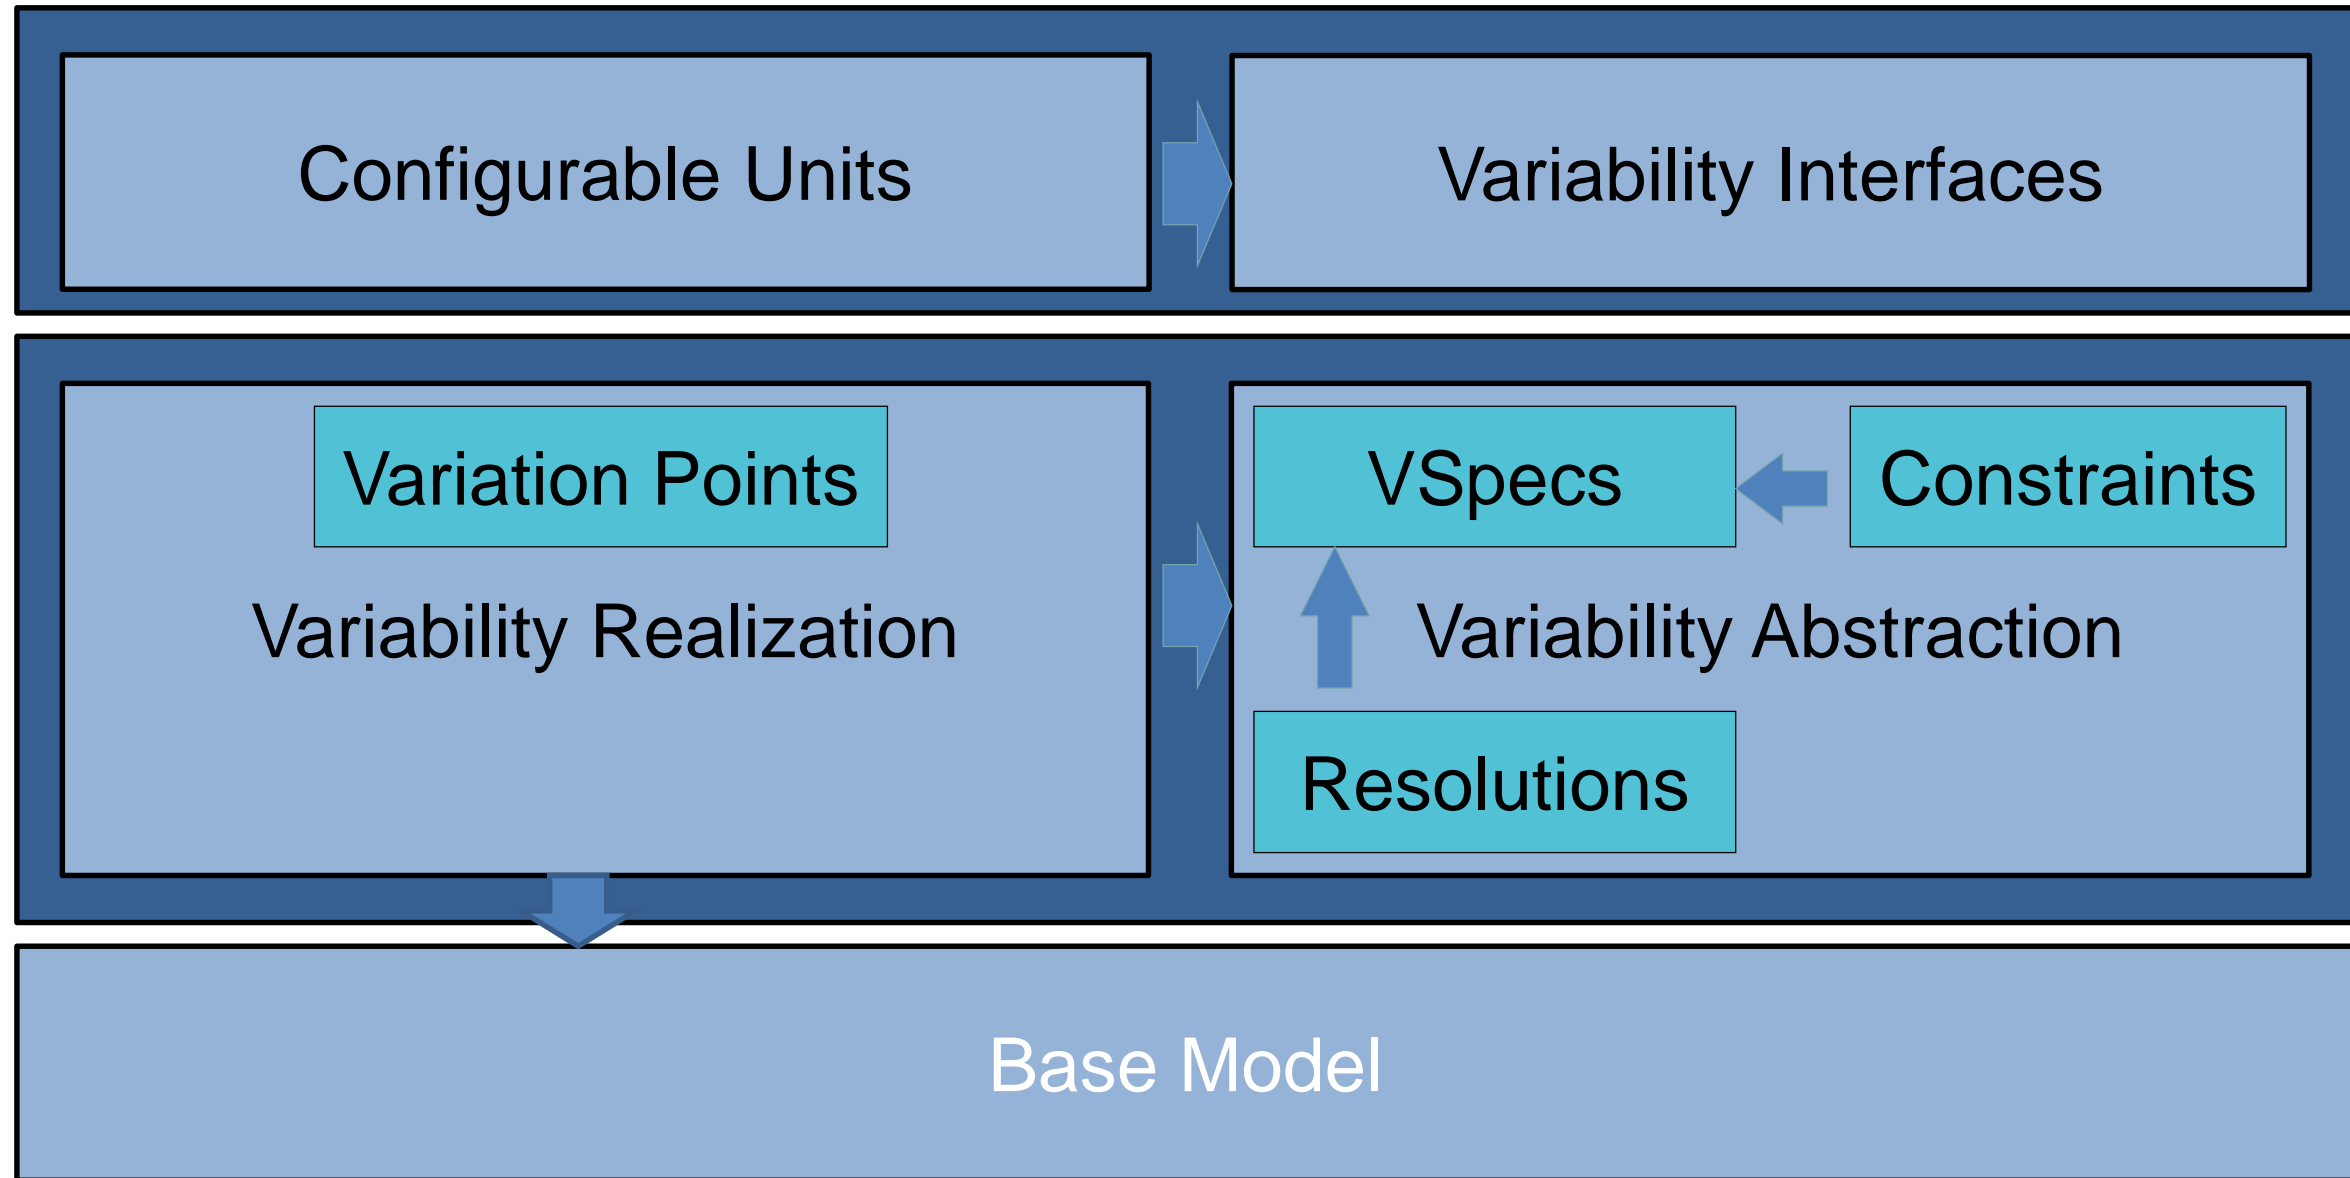 Configurable Units
Variability Interfaces
Variation Points
Variability Realization
VSpecs
Constraints
Variability Abstraction
Resolutions
Base Model